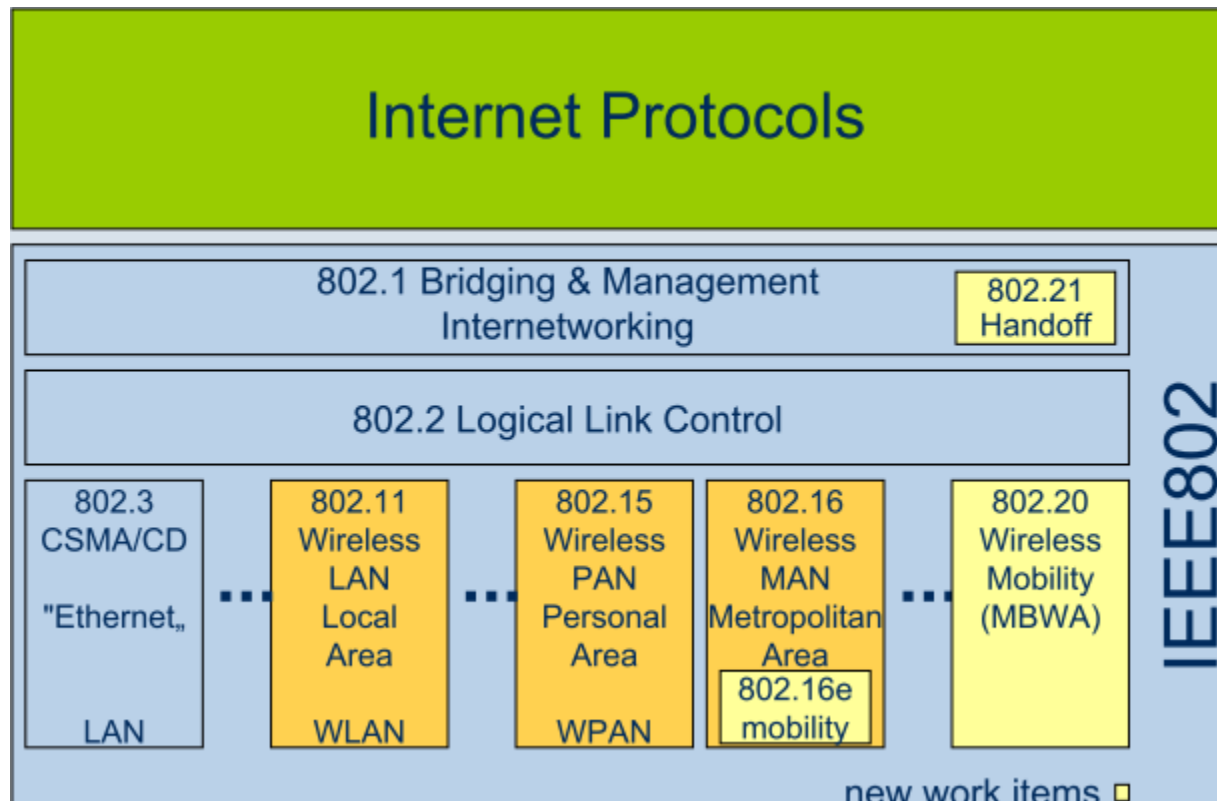 Internet Protocols
802.1 Bridging & Management
Internetworking
802.21
Handoff
802.2 Logical Link Control
802.3
CSMA/CD
"Ethernet„
LAN
802.11
Wireless
LAN
Local
Area
WLAN
802.15
Wireless
PAN
Personal
Area
WPAN
802.16
Wireless
MAN
Metropolitan
Area
802.16e
mobility
802.20
Wireless
Mobility
(MBWA)
IEEE802
new work items